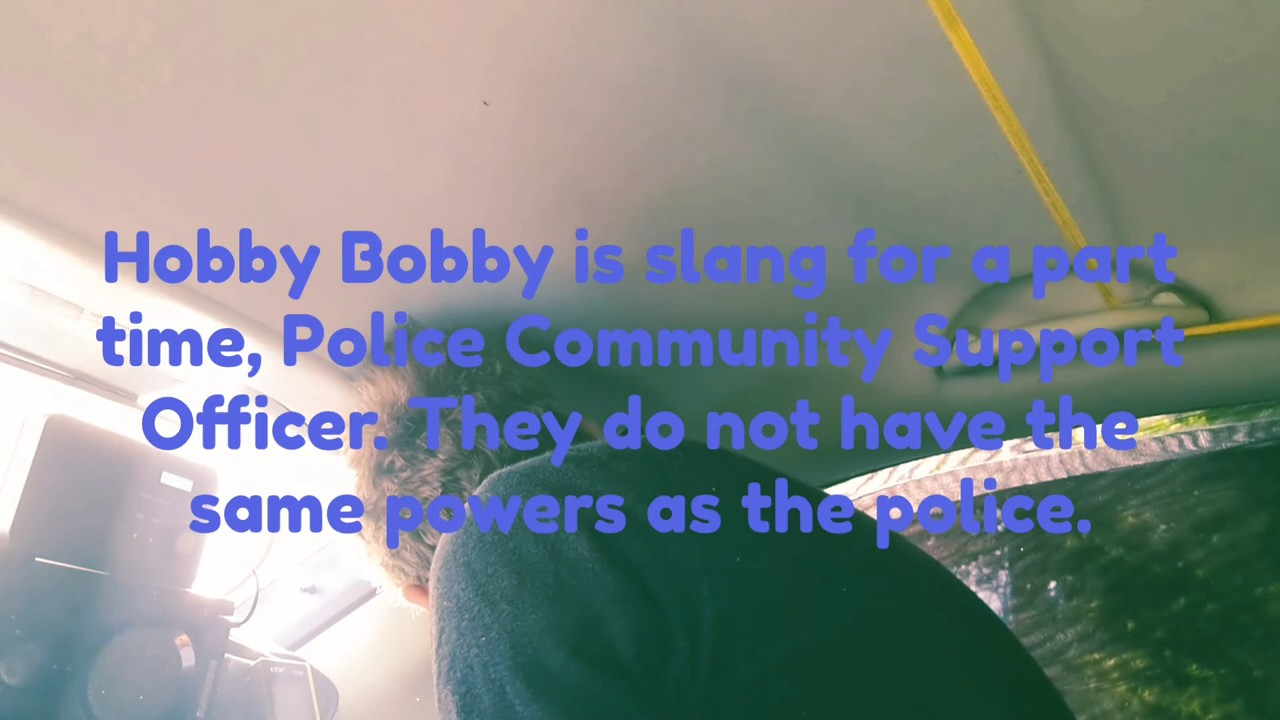 Hobby Bobby is slang for a part
time, Police Community Support
Officer. They do not have the
same powers as the police.